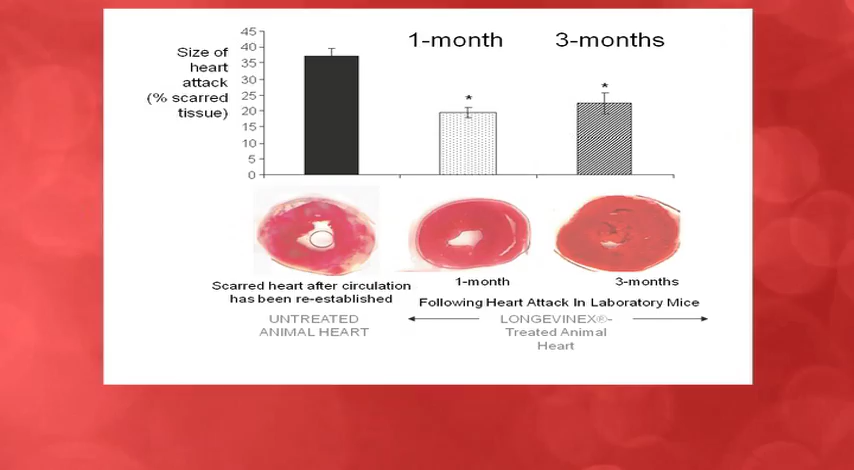 1-month 3-months
Size of
heart
attack
(% scarred
tissue)
45
40
35
30
25
20
15
10
5
0
* *
Scarred heart after circulation
has been re-established
1-month 3-months
Following Heart Attack In Laboratory Mice
UNTREATED
ANIMAL HEART
LONGEVINEX®-
Treated Animal
Heart